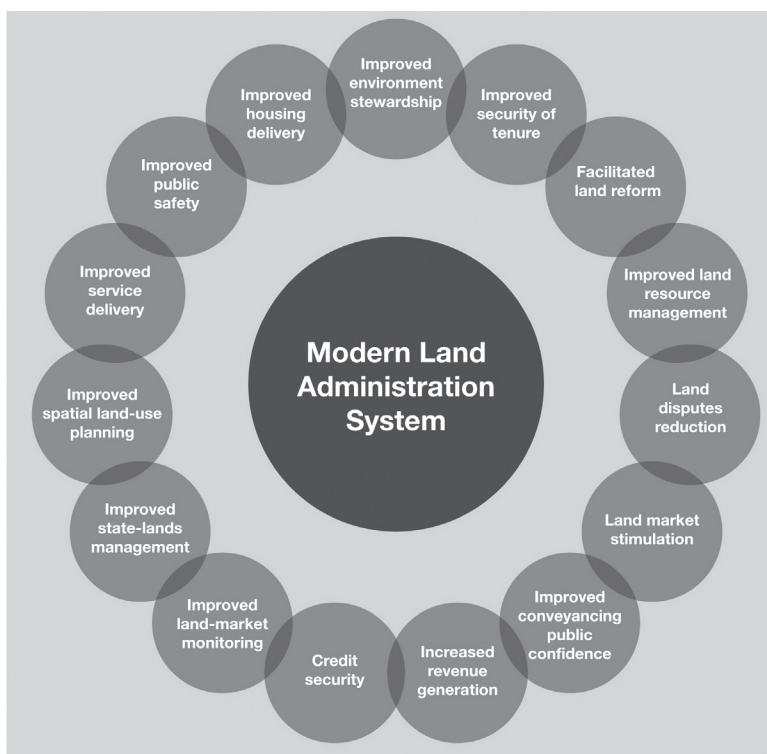 Improved
environment
stewardship
Improved
security of
tenure
Facilitated
land reform
Improved land
resource
management
Land
disputes
reduction
Land market
stimulation
Improved
conveyancing
public
confidence
Increased
revenue
generation
Credit
security
Improved
land-market
monitoring
Improved
state-lands
management
Improved
spatial land-use
planning
Improved
service
delivery
Improved
public
safety
Improved
housing
delivery
Modern Land
Administration
System